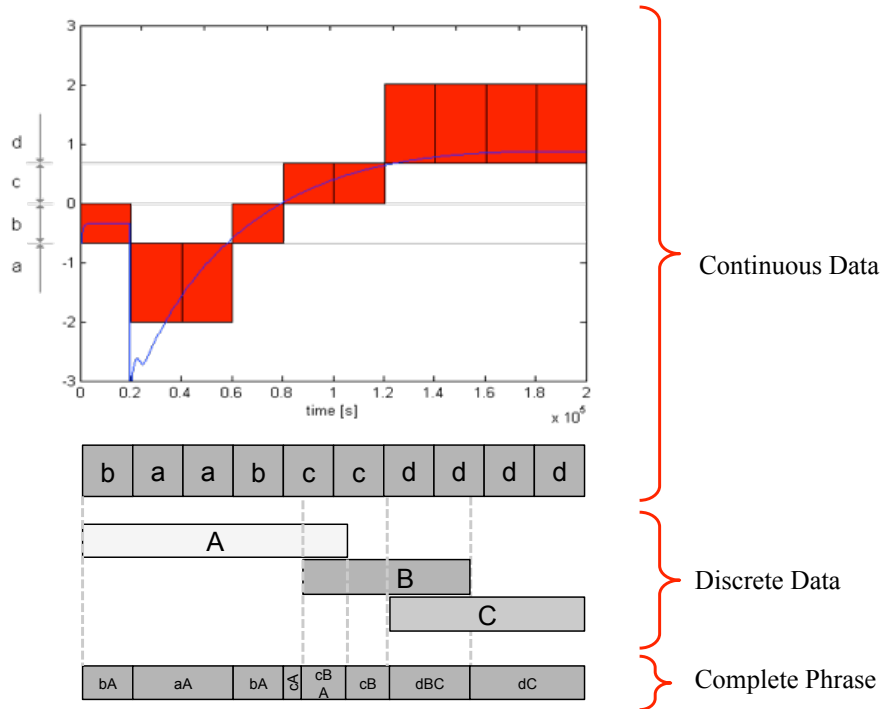 3
2
1
0
-1
-2
-3
d
c
b
a
0 0.2 0.4 0.6 0.8 1 1.2 1.4 1.6 1.8 2
time [s]
x 10⁵
Continuous Data
b a a b c c d d d d
A
B
C
Discrete Data
bA aA bA cA cB A cB dBC dC
Complete Phrase